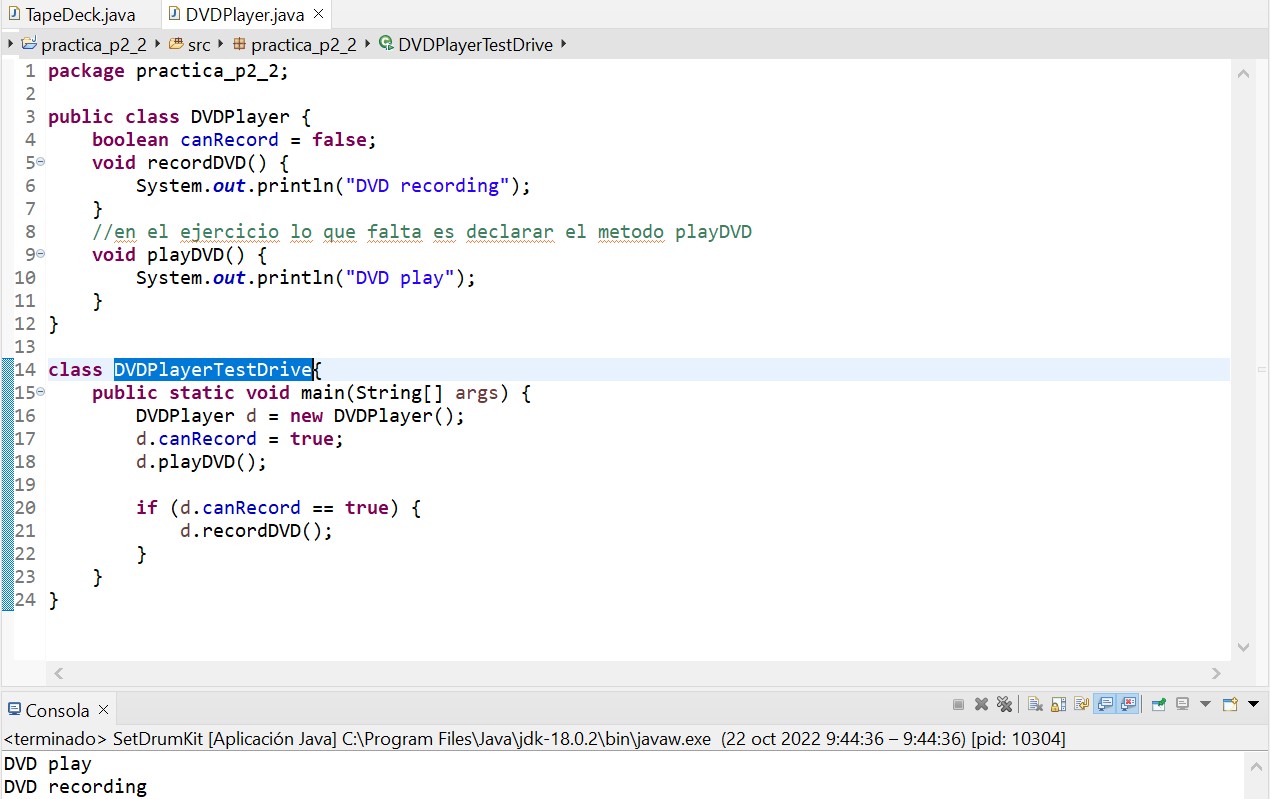 TapeDeck.java DVDPlayer.java
practica_p2_2 src practica_p2_2 DVDPlayerTestDrive
1 package practica_p2_2;
2
3 public class DVDPlayer {
4     boolean canRecord = false;
5     void recordDVD() {
6         System.out.println("DVD recording");
7     }
8     //en el ejercicio lo que falta es declarar el metodo playDVD
9     void playDVD() {
10         System.out.println("DVD play");
11     }
12 }
13
14 class DVDPlayerTestDrive{
15     public static void main(String[] args) {
16         DVDPlayer d = new DVDPlayer();
17         d.canRecord = true;
18         d.playDVD();
19
20         if (d.canRecord == true) {
21             d.recordDVD();
22         }
23     }
24 }
Consola
<terminado> SetDrumKit [Aplicación Java] C:\Program Files\Java\jdk-18.0.2\bin\javaw.exe (22 oct 2022 9:44:36 – 9:44:36) [pid: 10304]
DVD play
DVD recording